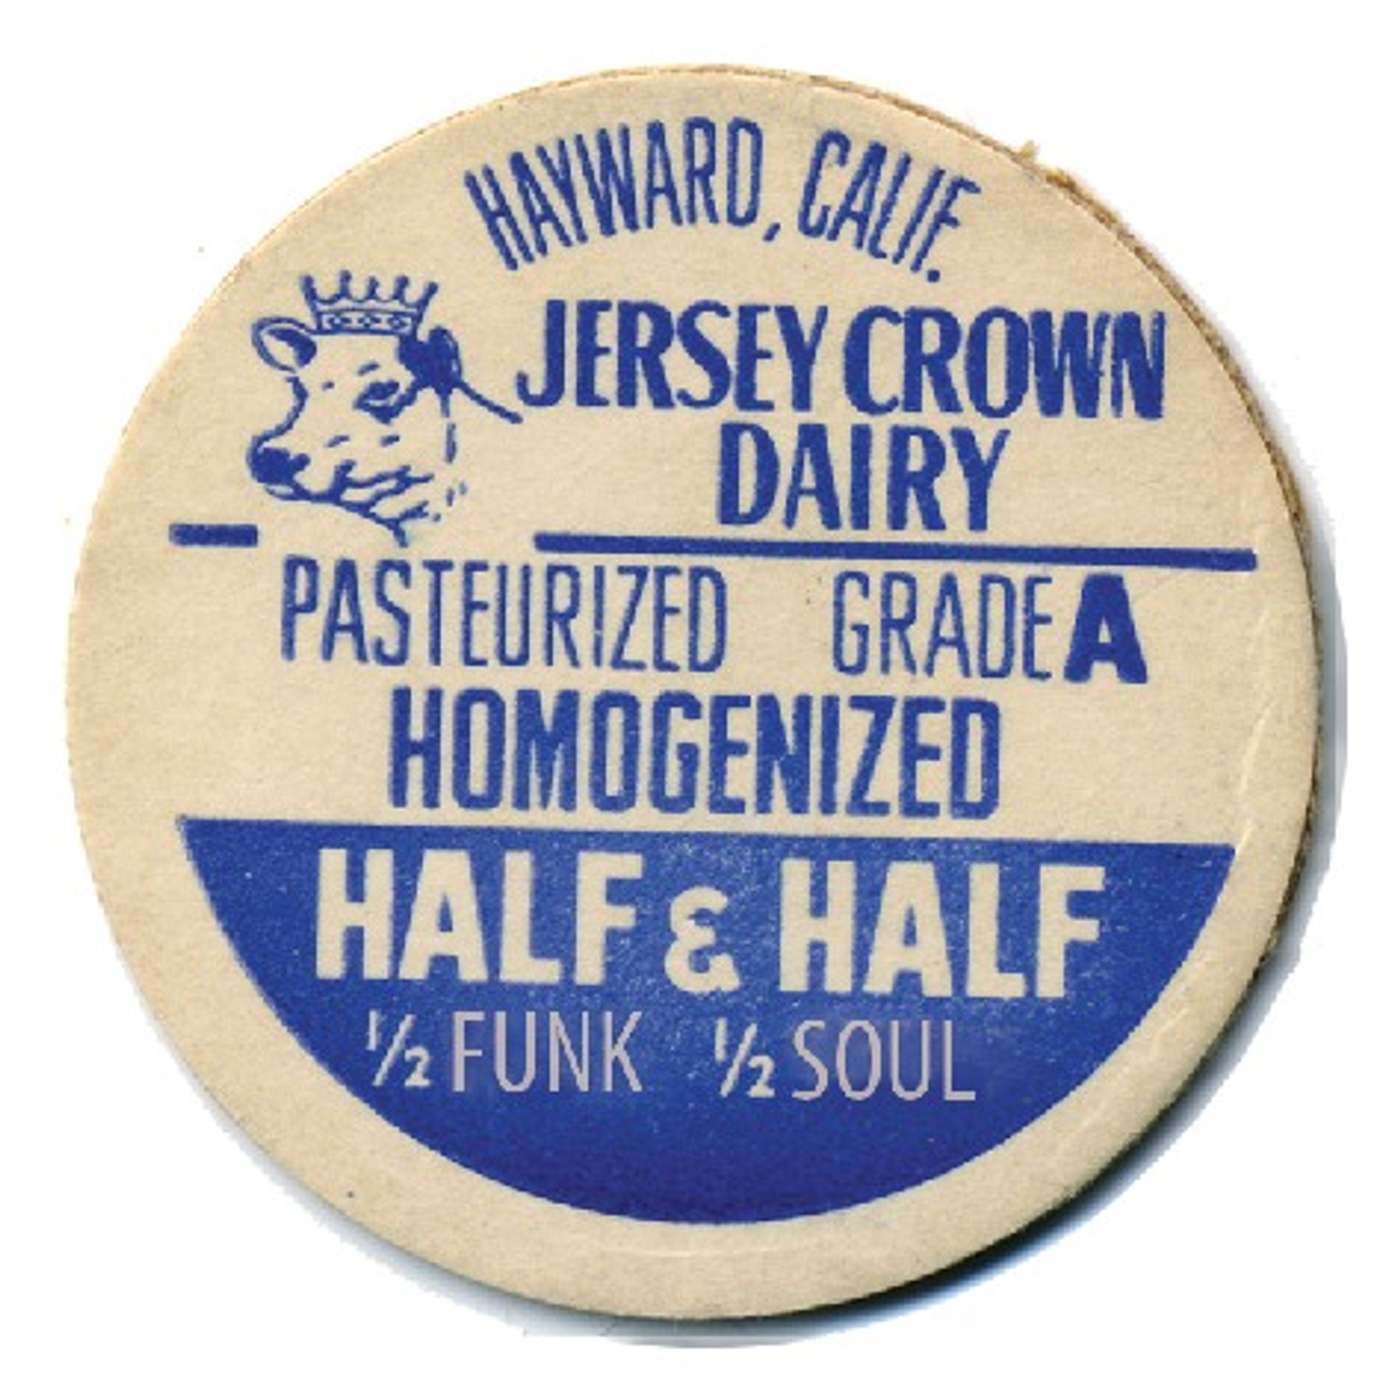 HAYWARD, CALIF.
JERSEY CROWN
DAIRY
PASTEURIZED GRADE A
HOMOGENIZED
HALF & HALF
½ FUNK ½ SOUL